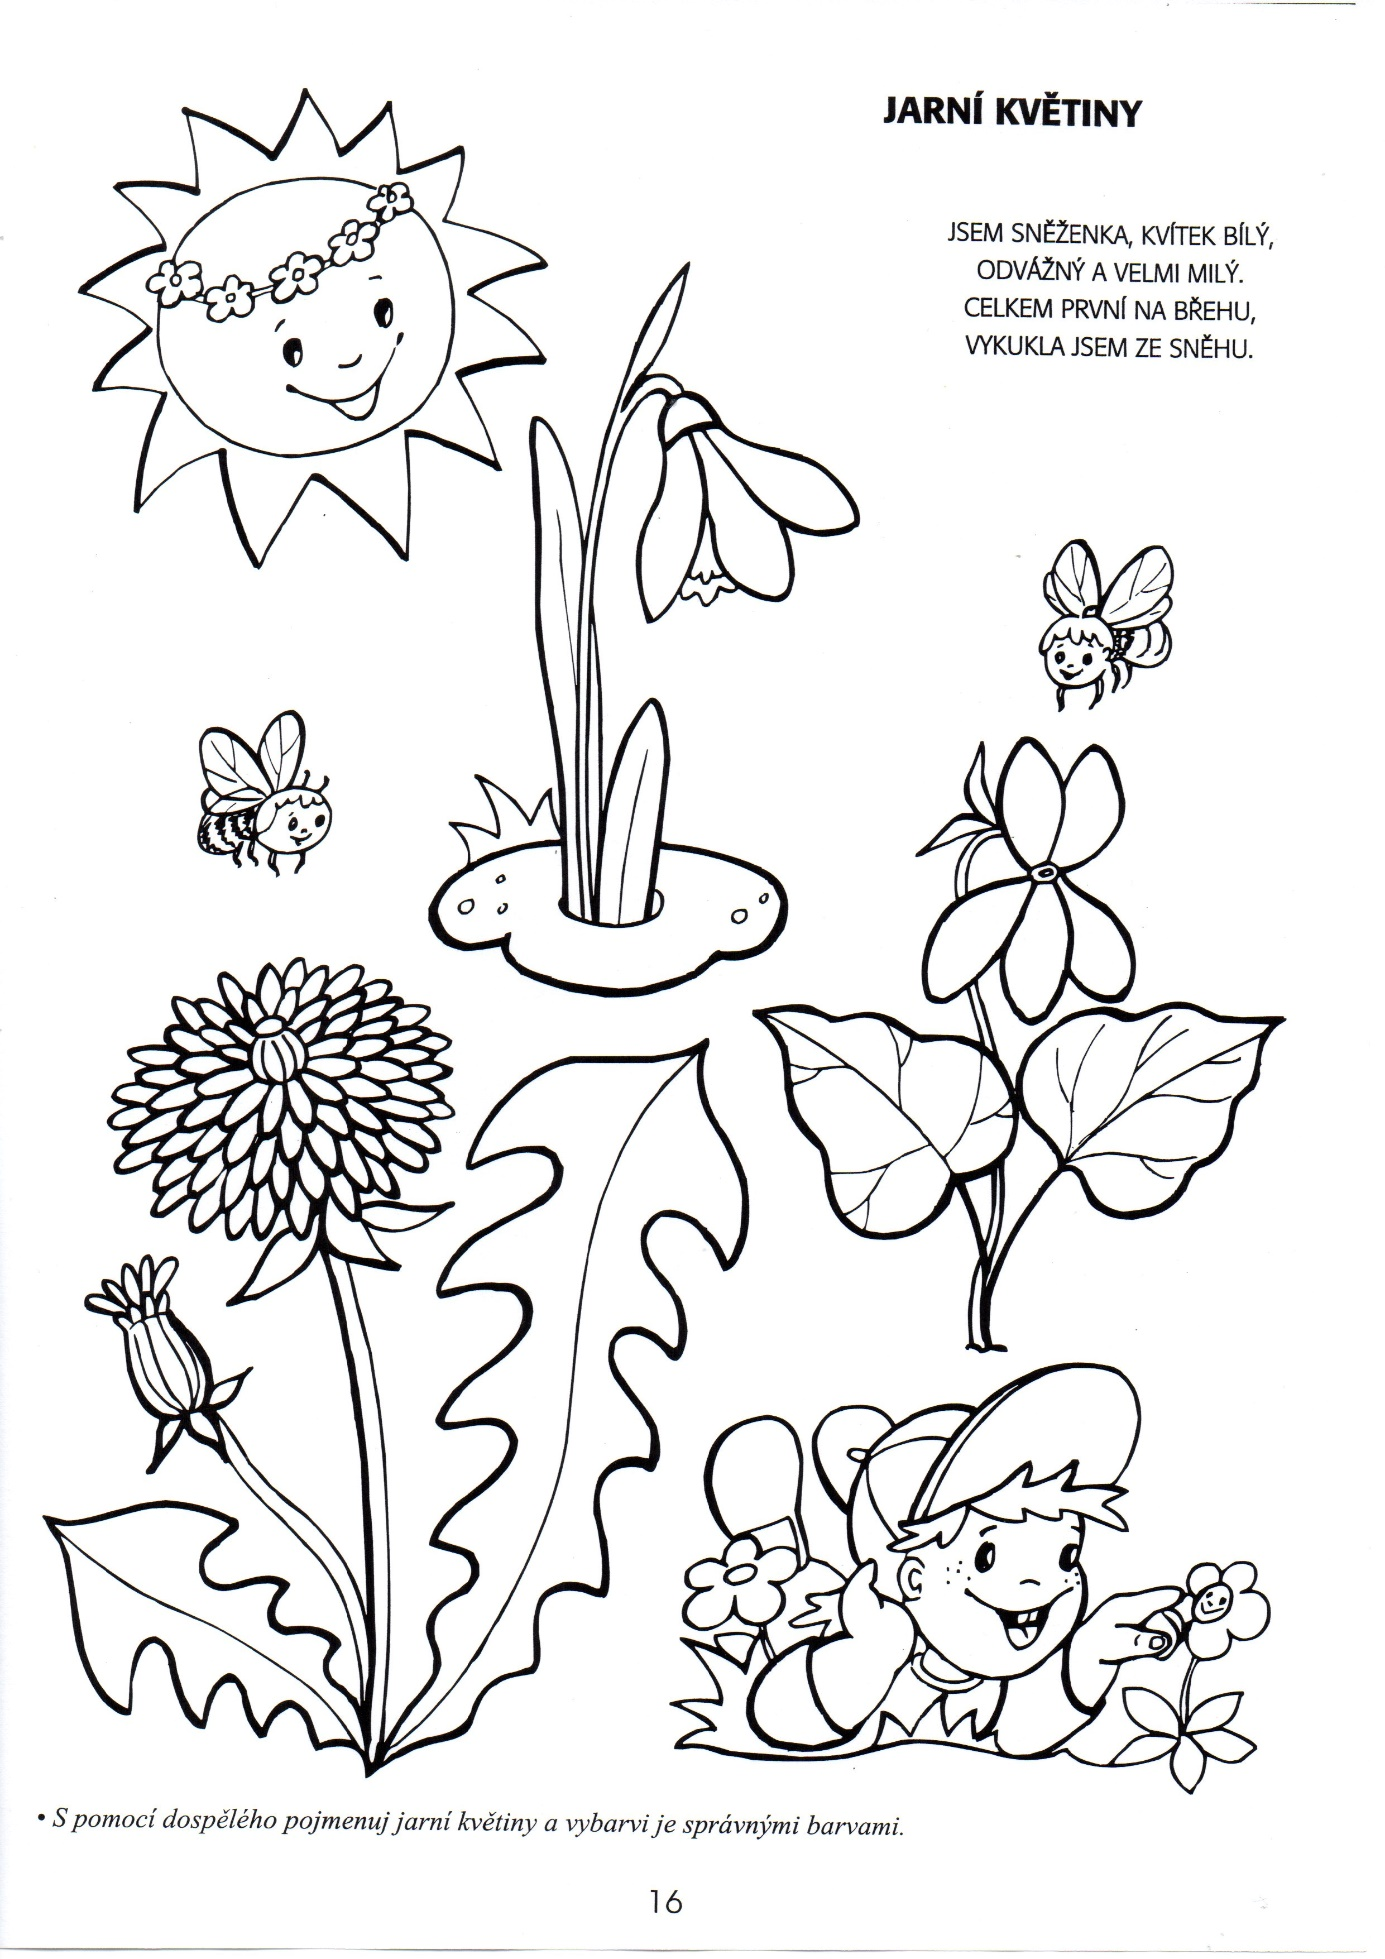 JARNÍ KVĚTINY
JSEM SNĚŽENKA, KVÍTEK BÍLÝ,
ODVÁŽNÝ A VELMI MILÝ.
CELKEM PRVNÍ NA BŘEHU,
VYKUKLA JSEM ZE SNĚHU.
• S pomocí dospělého pojmenuj jarní květiny a vybarvi je správnými barvami.
16